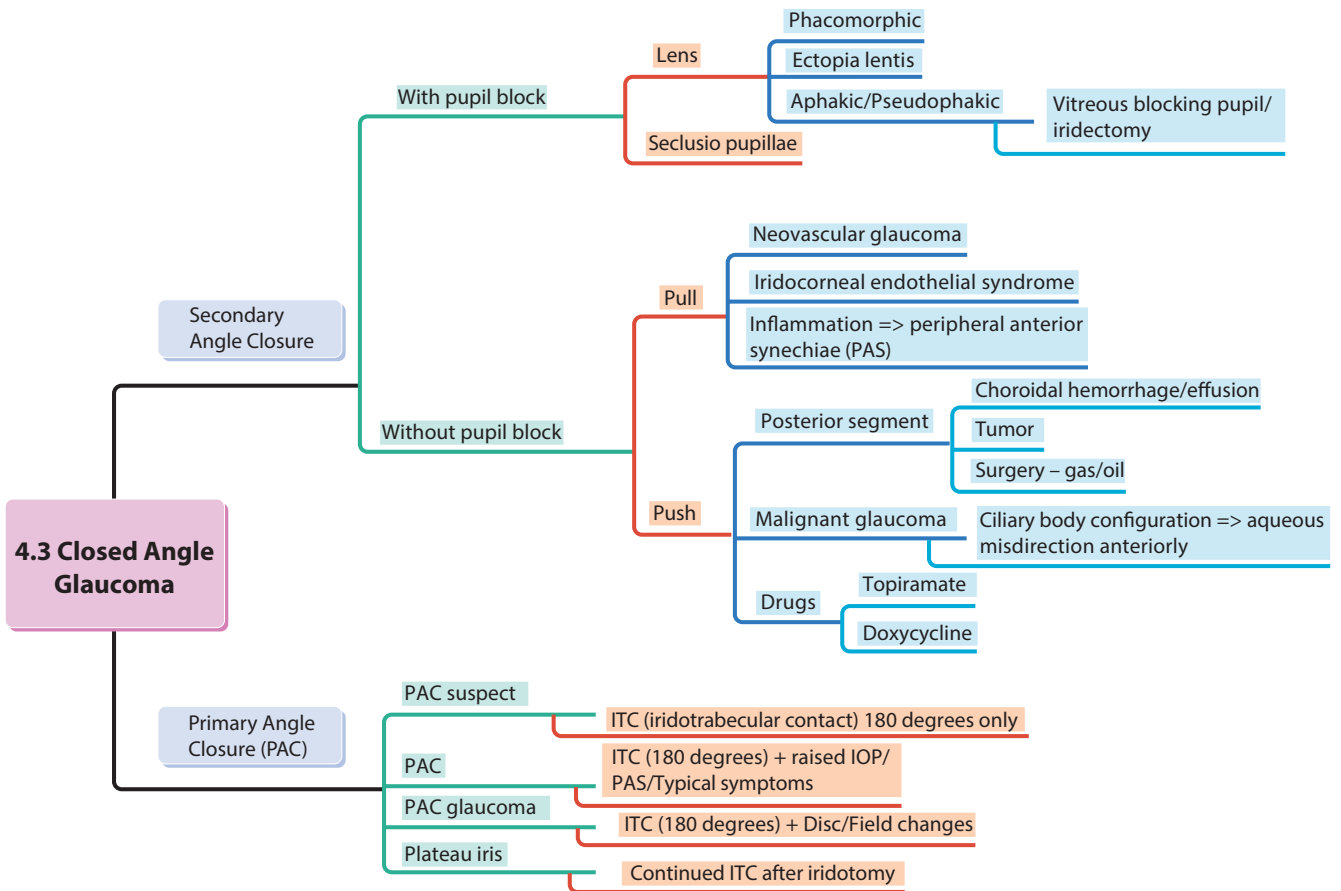 4.3 Closed Angle
Glaucoma
Secondary
Angle Closure
With pupil block
Lens
Phacomorphic
Ectopia lentis
Aphakic/Pseudophakic
Vitreous blocking pupil/
iridectomy
Seclusio pupillae
Without pupil block
Pull
Neovascular glaucoma
Iridocorneal endothelial syndrome
Inflammation => peripheral anterior
synechiae (PAS)
Push
Posterior segment
Choroidal hemorrhage/effusion
Tumor
Surgery – gas/oil
Malignant glaucoma
Ciliary body configuration => aqueous
misdirection anteriorly
Drugs
Topiramate
Doxycycline
Primary Angle
Closure (PAC)
PAC suspect
ITC (iridotrabecular contact) 180 degrees only
PAC
ITC (180 degrees) + raised IOP/
PAS/Typical symptoms
PAC glaucoma
ITC (180 degrees) + Disc/Field changes
Plateau iris
Continued ITC after iridotomy